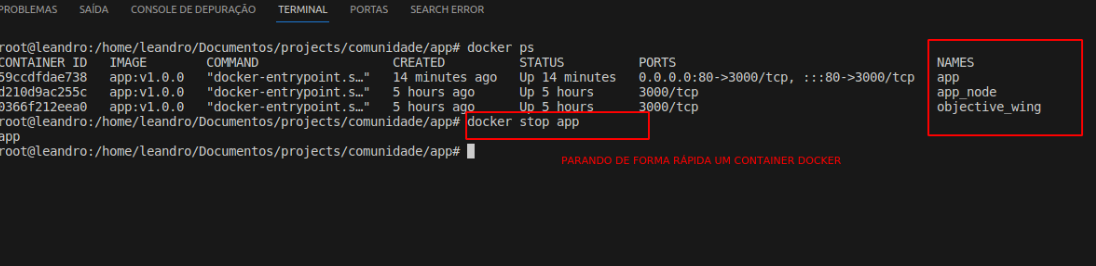 PROBLEMAS SAÍDA CONSOLE DE DEPURAÇÃO TERMINAL PORTAS SEARCH ERROR
root@leandro:/home/leandro/Documentos/projects/comunidade/app# docker ps
CONTAINER ID IMAGE COMMAND CREATED STATUS PORTS NAMES
59ccdfdae738 app:v1.0.0 "docker-entrypoint.s…" 14 minutes ago Up 14 minutes 0.0.0.0:80->3000/tcp, :::80->3000/tcp app
d210d9ac255c app:v1.0.0 "docker-entrypoint.s…" 5 hours ago Up 5 hours 3000/tcp app_node
0366f212eea0 app:v1.0.0 "docker-entrypoint.s…" 5 hours ago Up 5 hours 3000/tcp objective_wing
root@leandro:/home/leandro/Documentos/projects/comunidade/app# docker stop app
app
root@leandro:/home/leandro/Documentos/projects/comunidade/app#
PARANDO DE FORMA RÁPIDA UM CONTAINER DOCKER